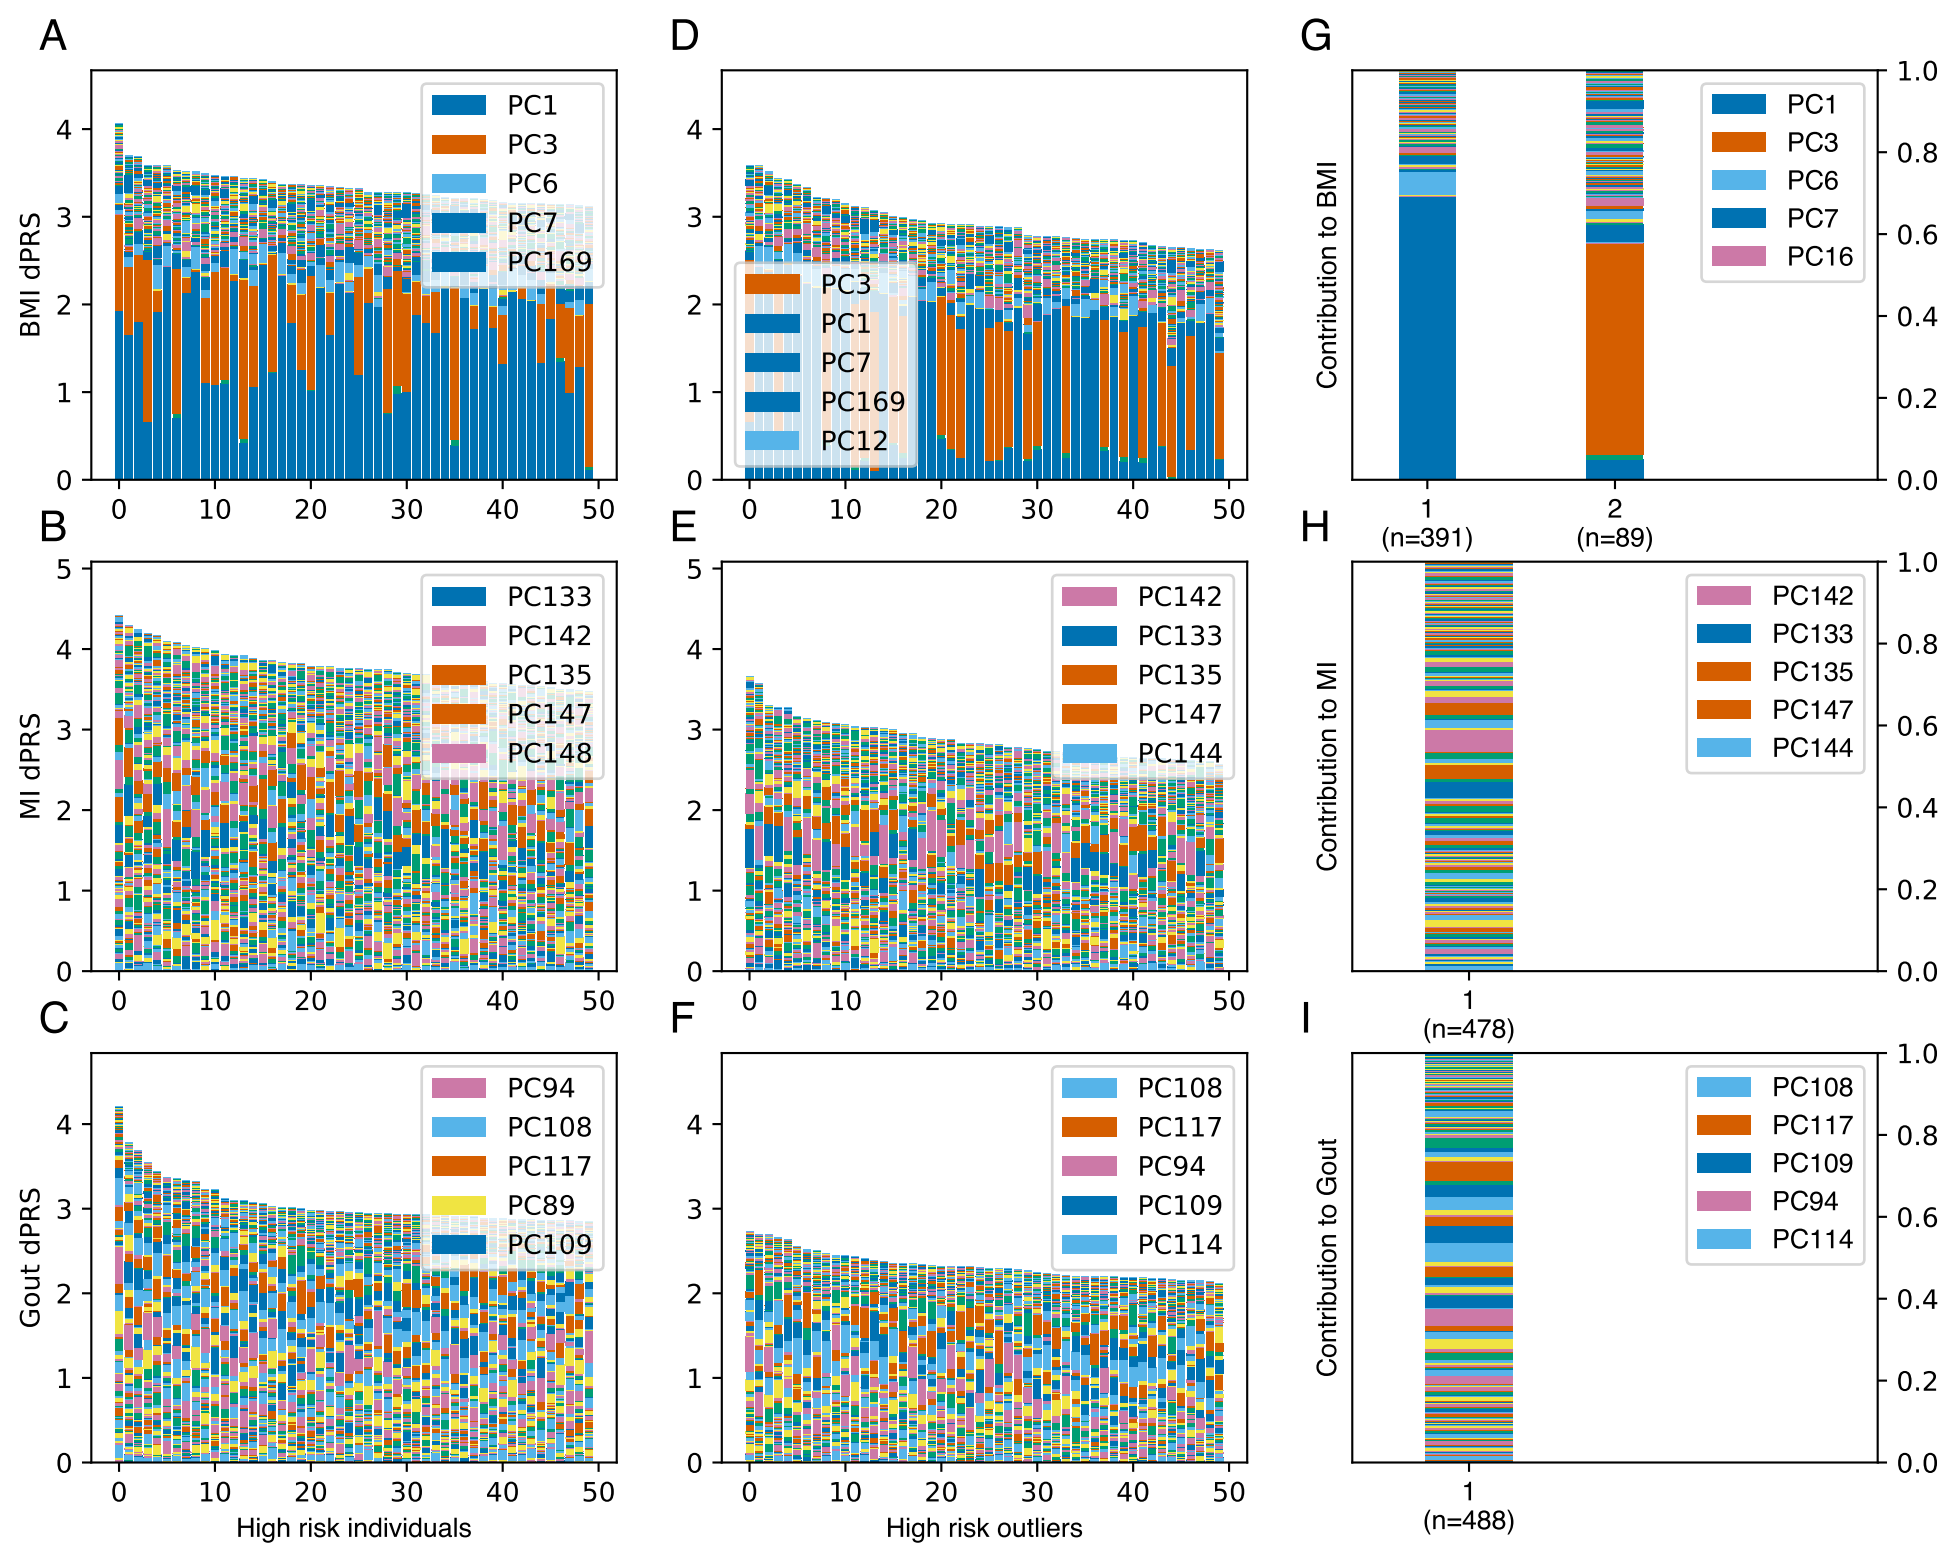 A
BMI dPRS
4
3
2
1
0
PC1
PC3
PC6
PC7
PC169
0 10 20 30 40 50
D
4
3
2
1
0
PC3
PC1
PC7
PC169
PC12
0 10 20 30 40 50
G
Contribution to BMI
PC1
PC3
PC6
PC7
PC16
1.0
0.8
0.6
0.4
0.2
0.0
1 2
(n=391) (n=89)
B
MI dPRS
5
4
3
2
1
0
PC133
PC142
PC135
PC147
PC148
0 10 20 30 40 50
E
5
4
3
2
1
0
PC142
PC133
PC135
PC147
PC144
0 10 20 30 40 50
H
Contribution to MI
PC142
PC133
PC135
PC147
PC144
1.0
0.8
0.6
0.4
0.2
0.0
1
(n=478)
C
Gout dPRS
4
3
2
1
0
PC94
PC108
PC117
PC89
PC109
0 10 20 30 40 50
High risk individuals
F
4
3
2
1
0
PC108
PC117
PC94
PC109
PC114
0 10 20 30 40 50
High risk outliers
I
Contribution to Gout
PC108
PC117
PC109
PC94
PC114
1.0
0.8
0.6
0.4
0.2
0.0
1
(n=488)